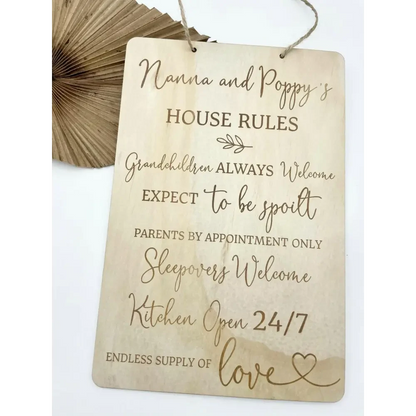 Nanna and Poppy's
HOUSE RULES
Grandchildren ALWAYS Welcome
EXPECT to be spoilt
PARENTS BY APPOINTMENT ONLY
Sleepovers Welcome
Kitchen Open 24/7
ENDLESS SUPPLY OF love